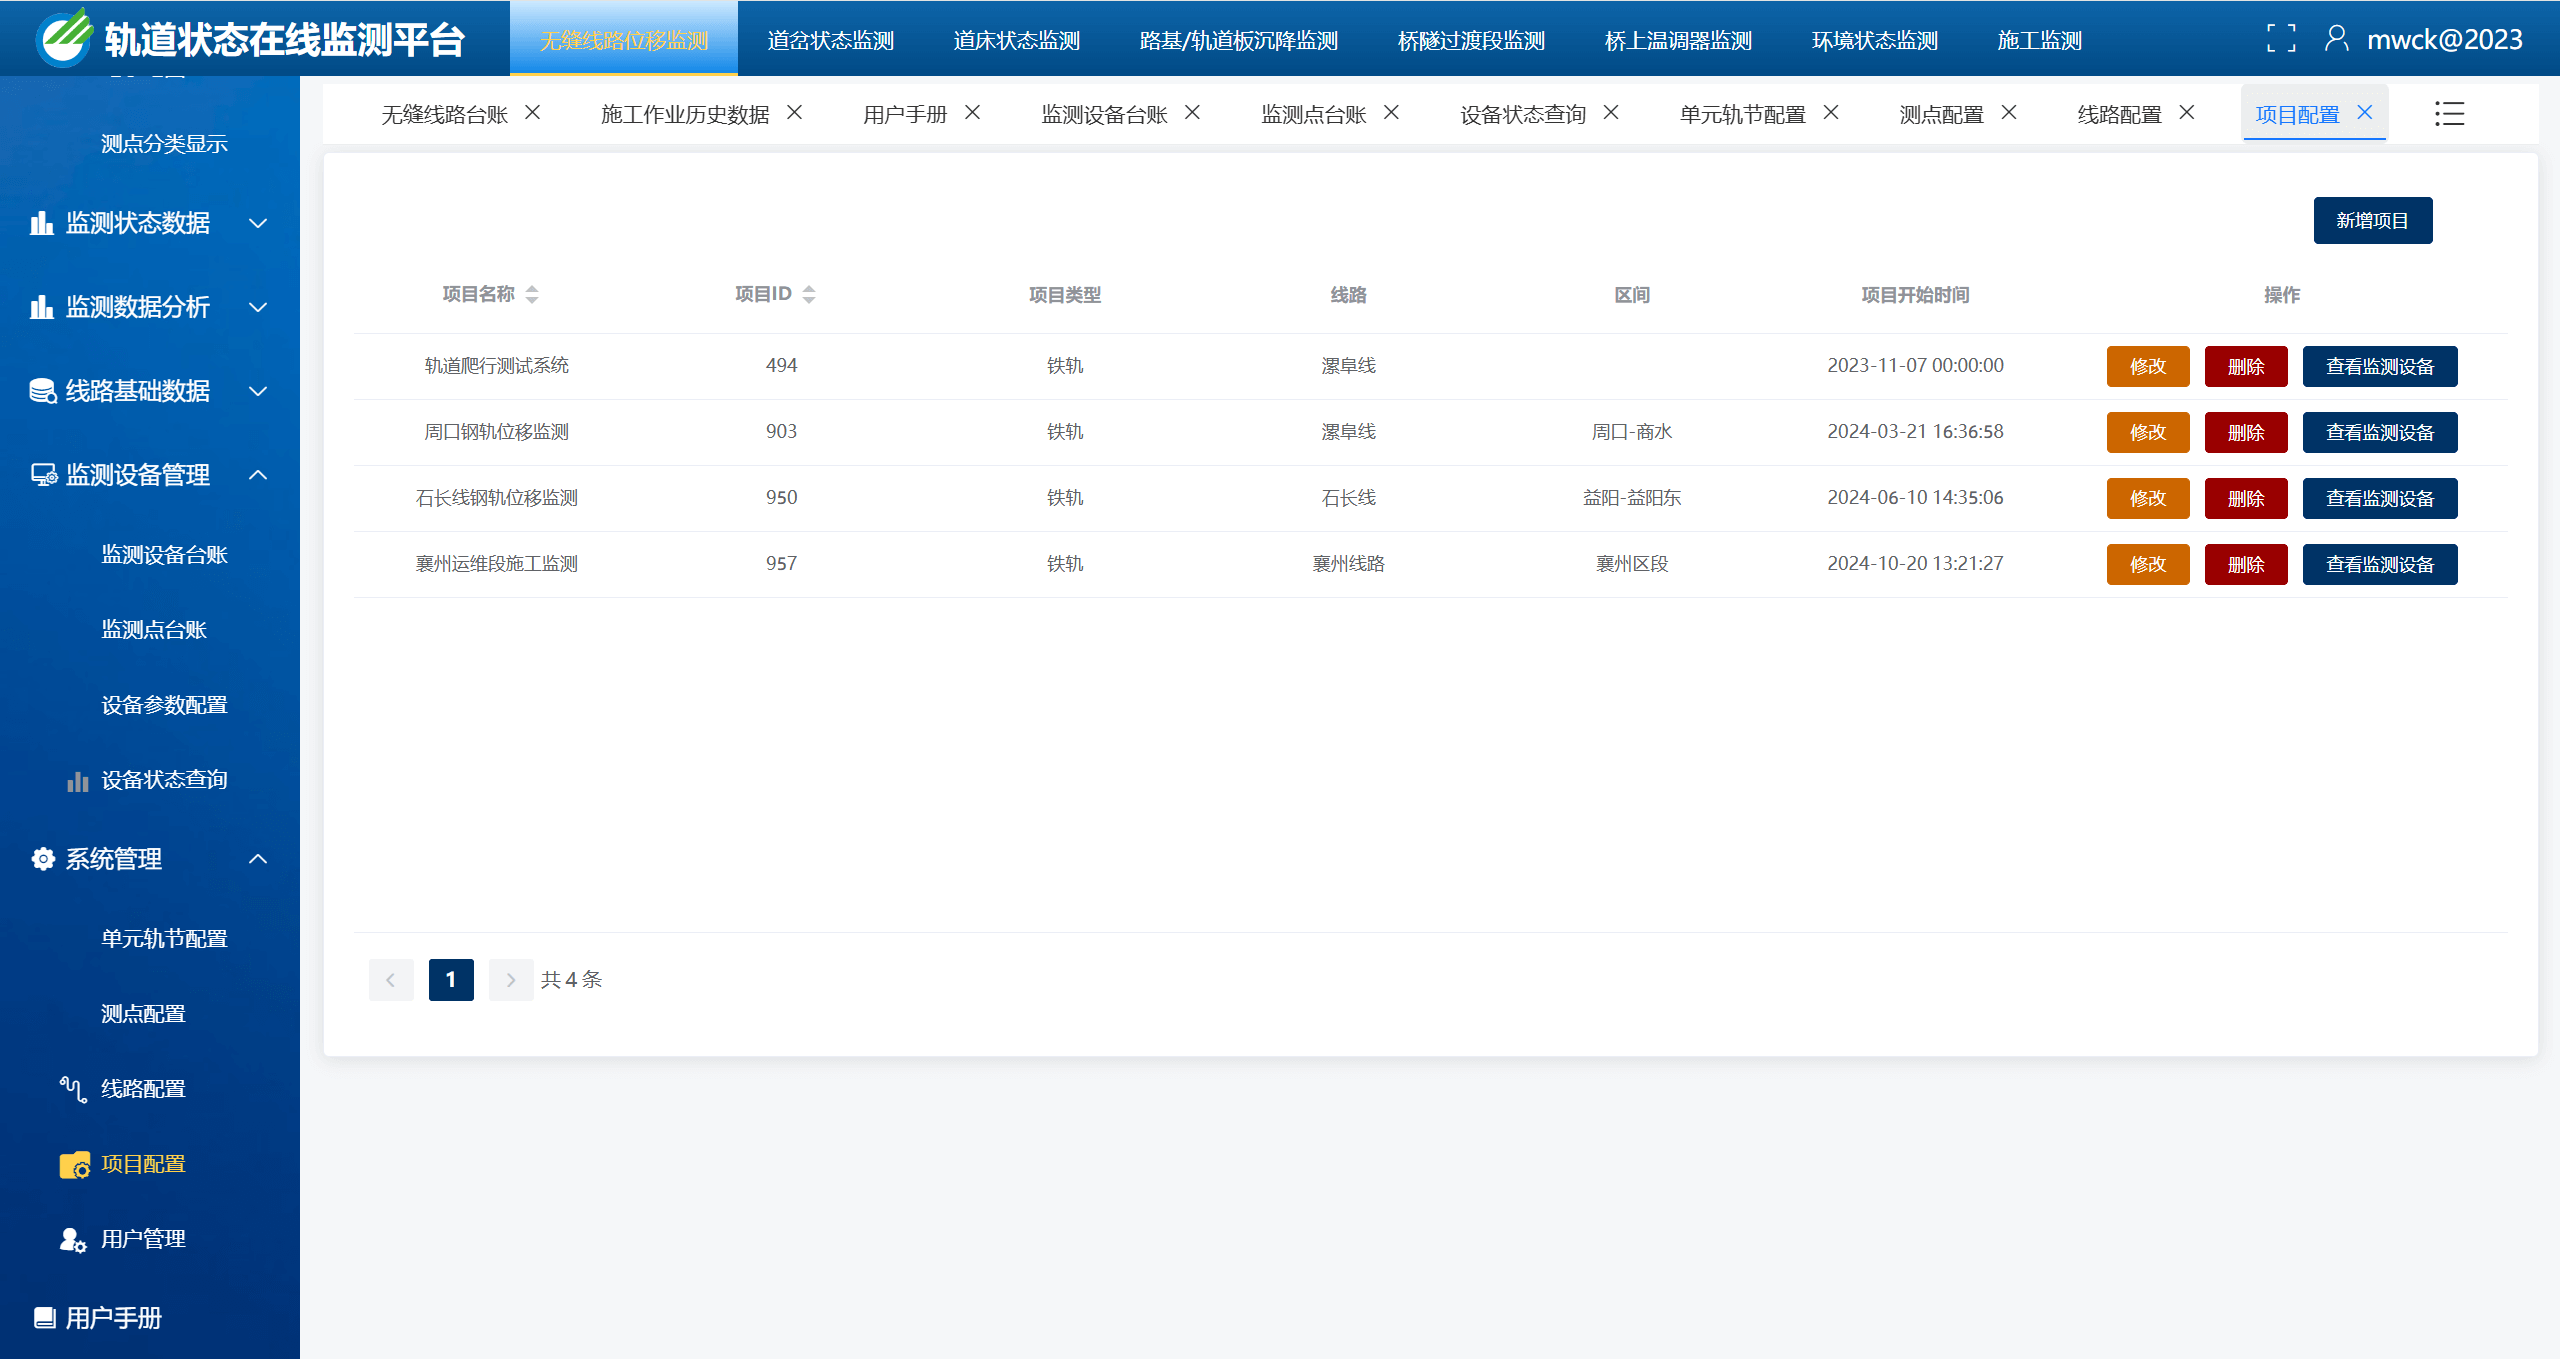 轨道状态在线监测平台
无缝线路位移监测
道岔状态监测
道床状态监测
路基/轨道板沉降监测
桥隧过渡段监测
桥上温调器监测
环境状态监测
施工监测
mwck@2023
无缝线路台账
施工作业历史数据
用户手册
监测设备台账
监测点台账
设备状态查询
单元轨节配置
测点配置
线路配置
项目配置
测点分类显示
监测状态数据
监测数据分析
线路基础数据
监测设备管理
监测设备台账
监测点台账
设备参数配置
设备状态查询
系统管理
单元轨节配置
测点配置
线路配置
项目配置
用户管理
用户手册
新增项目
项目名称 项目ID 项目类型 线路 区间 项目开始时间 操作
轨道爬行测试系统 494 铁轨 漯阜线 2023-11-07 00:00:00 修改 删除 查看监测设备
周口钢轨位移监测 903 铁轨 漯阜线 周口-商水 2024-03-21 16:36:58 修改 删除 查看监测设备
石长线钢轨位移监测 950 铁轨 石长线 益阳-益阳东 2024-06-10 14:35:06 修改 删除 查看监测设备
襄州运维段施工监测 957 铁轨 襄州线路 襄州区段 2024-10-20 13:21:27 修改 删除 查看监测设备
1 共 4 条